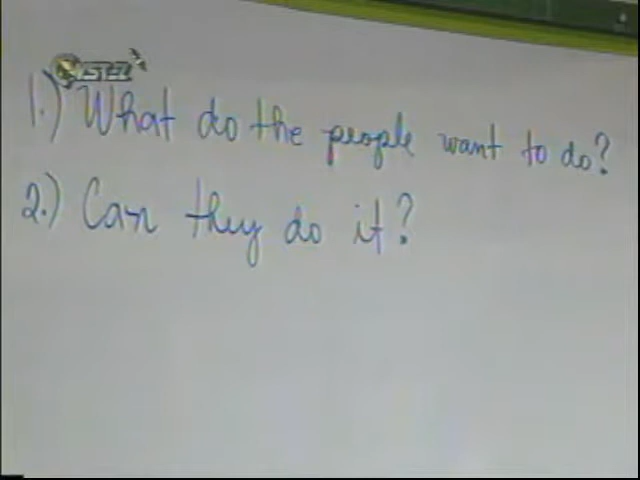 1.) What do the people want to do?
2.) Can they do it?